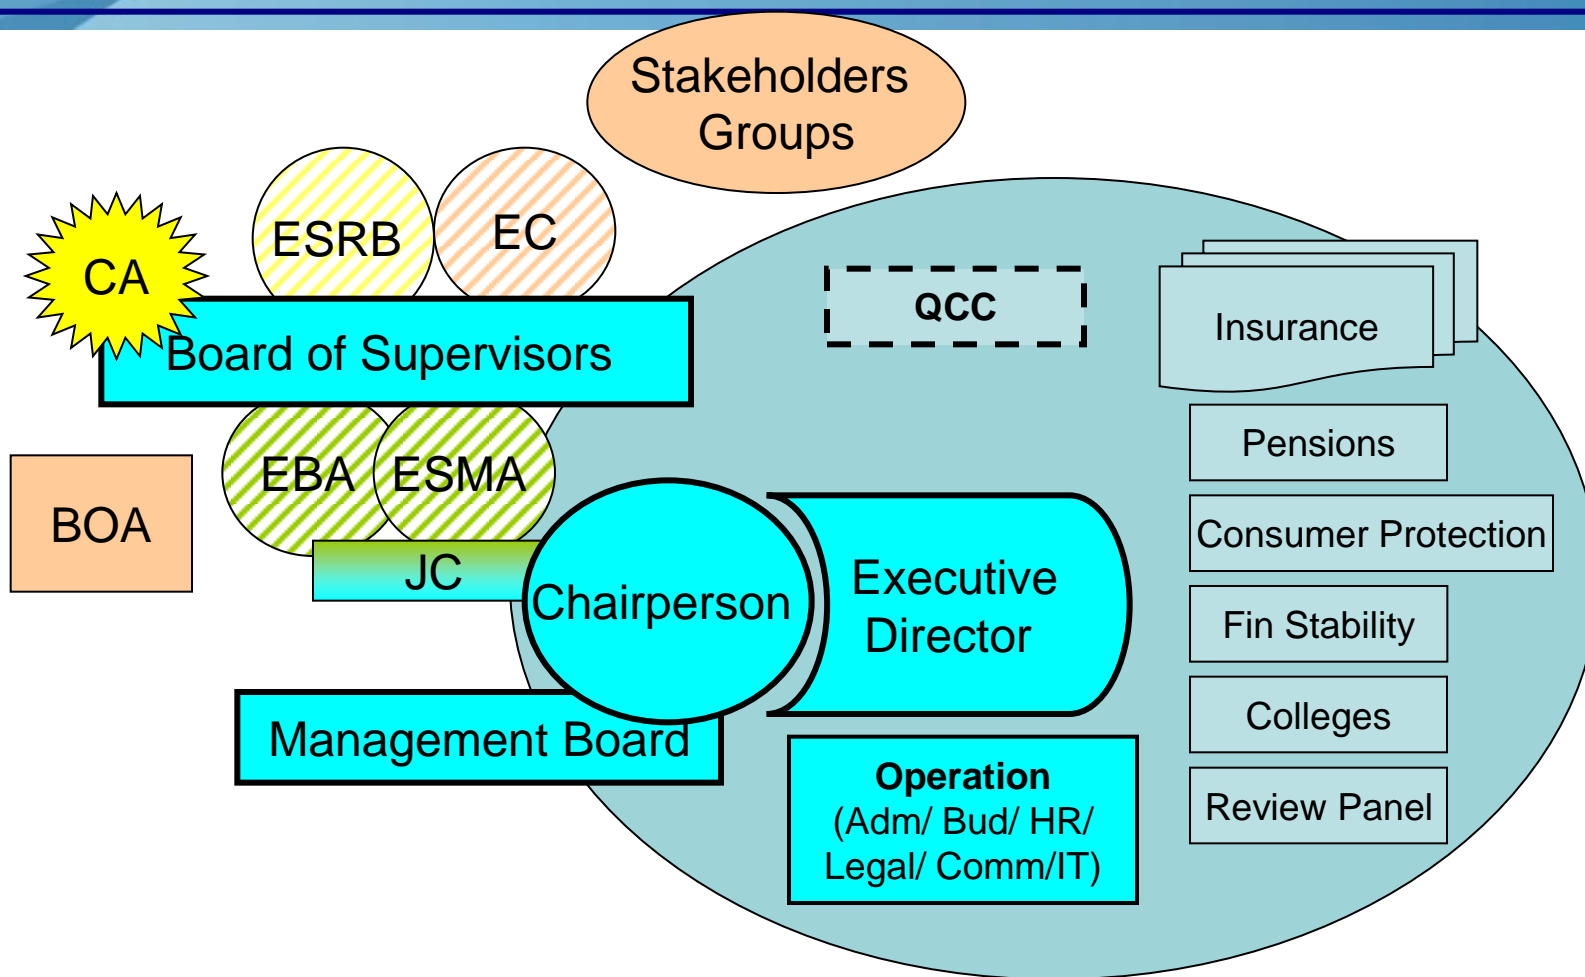 Stakeholders
Groups
ESRB
EC
CA
Board of Supervisors
QCC
Insurance
EBA
ESMA
Pensions
BOA
JC
Chairperson
Executive
Director
Consumer Protection
Fin Stability
Management Board
Colleges
Operation
(Adm/ Bud/ HR/
Legal/ Comm/IT)
Review Panel